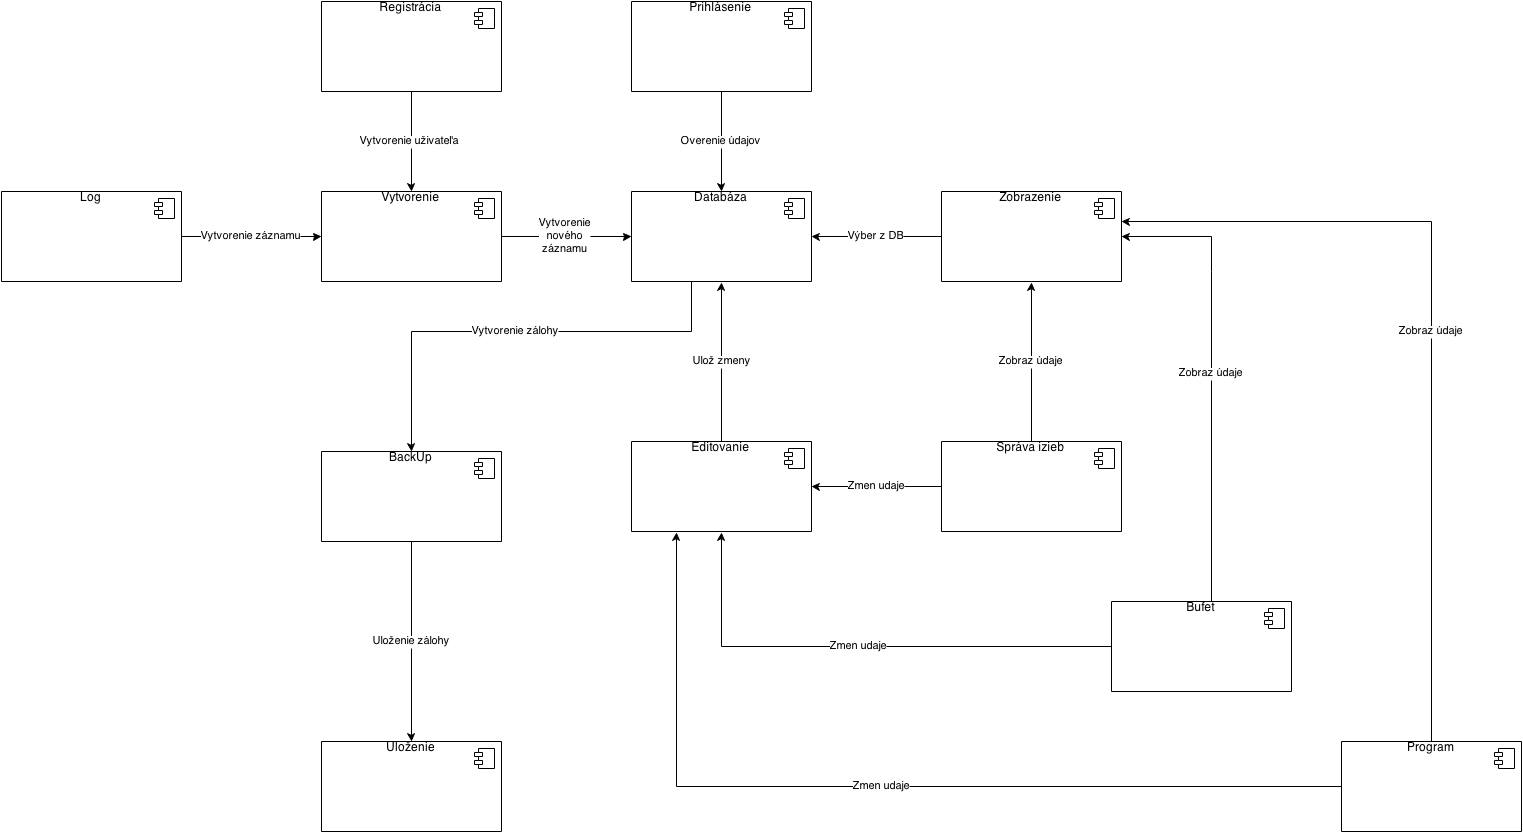 Registrácia
Prihlásenie
Vytvorenie uživateľa
Overenie údajov
Log
Vytvorenie
Databáza
Zobrazenie
Vytvorenie záznamu
Vytvorenie
nového
záznamu
Výber z DB
Vytvorenie zálohy
Zobraz údaje
Ulož zmeny
Zobraz údaje
Zobraz údaje
BackUp
Editovanie
Správa izieb
Zmen udaje
Bufet
Uloženie zálohy
Zmen udaje
Uloženie
Program
Zmen udaje